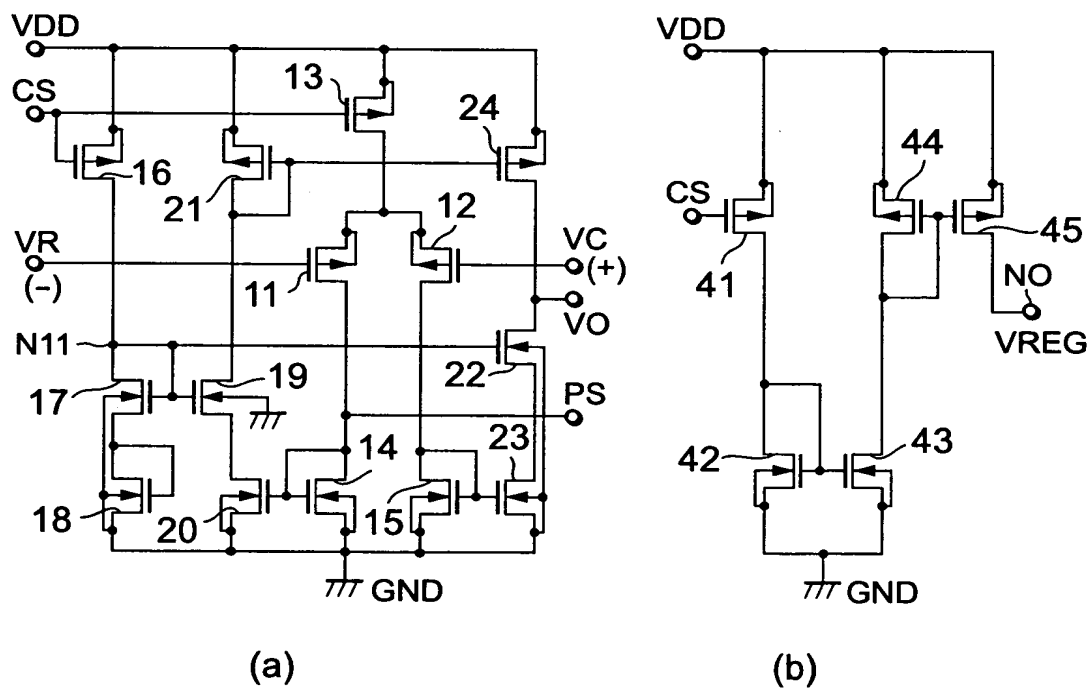 VDD
CS
13
24
16
21
12
VR
(−)
11
VC
(+)
VO
N11
17
19
22
PS
14
23
18
20
15
GND
(a)
VDD
44
CS
41
45
NO
VREG
42
43
GND
(b)